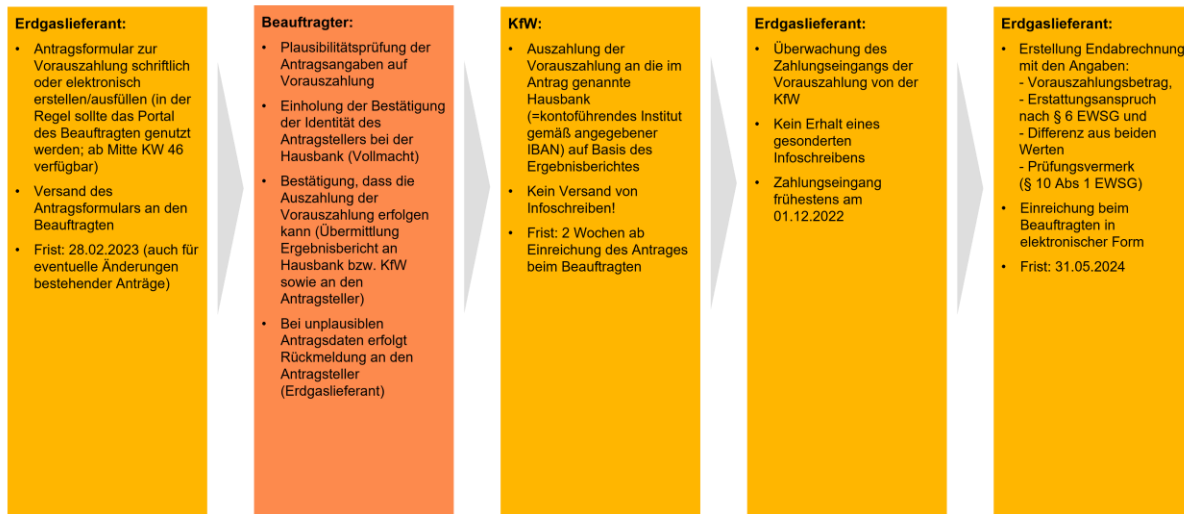 Erdgaslieferant:
• Antragsformular zur
Vorauszahlung schriftlich
oder elektronisch
erstellen/ausfüllen (in der
Regel sollte das Portal
des Beauftragten genutzt
werden; ab Mitte KW 46
verfügbar)
• Versand des
Antragsformulars an den
Beauftragten
• Frist: 28.02.2023 (auch für
eventuelle Änderungen
bestehender Anträge)
Beauftragter:
• Plausibilitätsprüfung der
Antragsangaben auf
Vorauszahlung
• Einholung der Bestätigung
der Identität des
Antragstellers bei der
Hausbank (Vollmacht)
• Bestätigung, dass die
Auszahlung der
Vorauszahlung erfolgen
kann (Übermittlung
Ergebnisbericht an
Hausbank bzw. KfW
sowie an den
Antragsteller)
• Bei unplausiblen
Antragsdaten erfolgt
Rückmeldung an den
Antragsteller
(Erdgaslieferant)
KfW:
• Auszahlung der
Vorauszahlung an die im
Antrag genannte
Hausbank
(=kontoführendes Institut
gemäß angegebener
IBAN) auf Basis des
Ergebnisberichtes
• Kein Versand von
Infoschreiben!
• Frist: 2 Wochen ab
Einreichung des Antrages
beim Beauftragten
Erdgaslieferant:
• Überwachung des
Zahlungseingangs der
Vorauszahlung von der
KfW
• Kein Erhalt eines
gesonderten
Infoschreibens
• Zahlungseingang
frühestens am
01.12.2022
Erdgaslieferant:
• Erstellung Endabrechnung
mit den Angaben:
- Vorauszahlungsbetrag,
- Erstattungsanspruch
nach § 6 EWSG und
- Differenz aus beiden
Werten
- Prüfungsvermerk
(§ 10 Abs 1 EWSG)
• Einreichung beim
Beauftragten in
elektronischer Form
• Frist: 31.05.2024